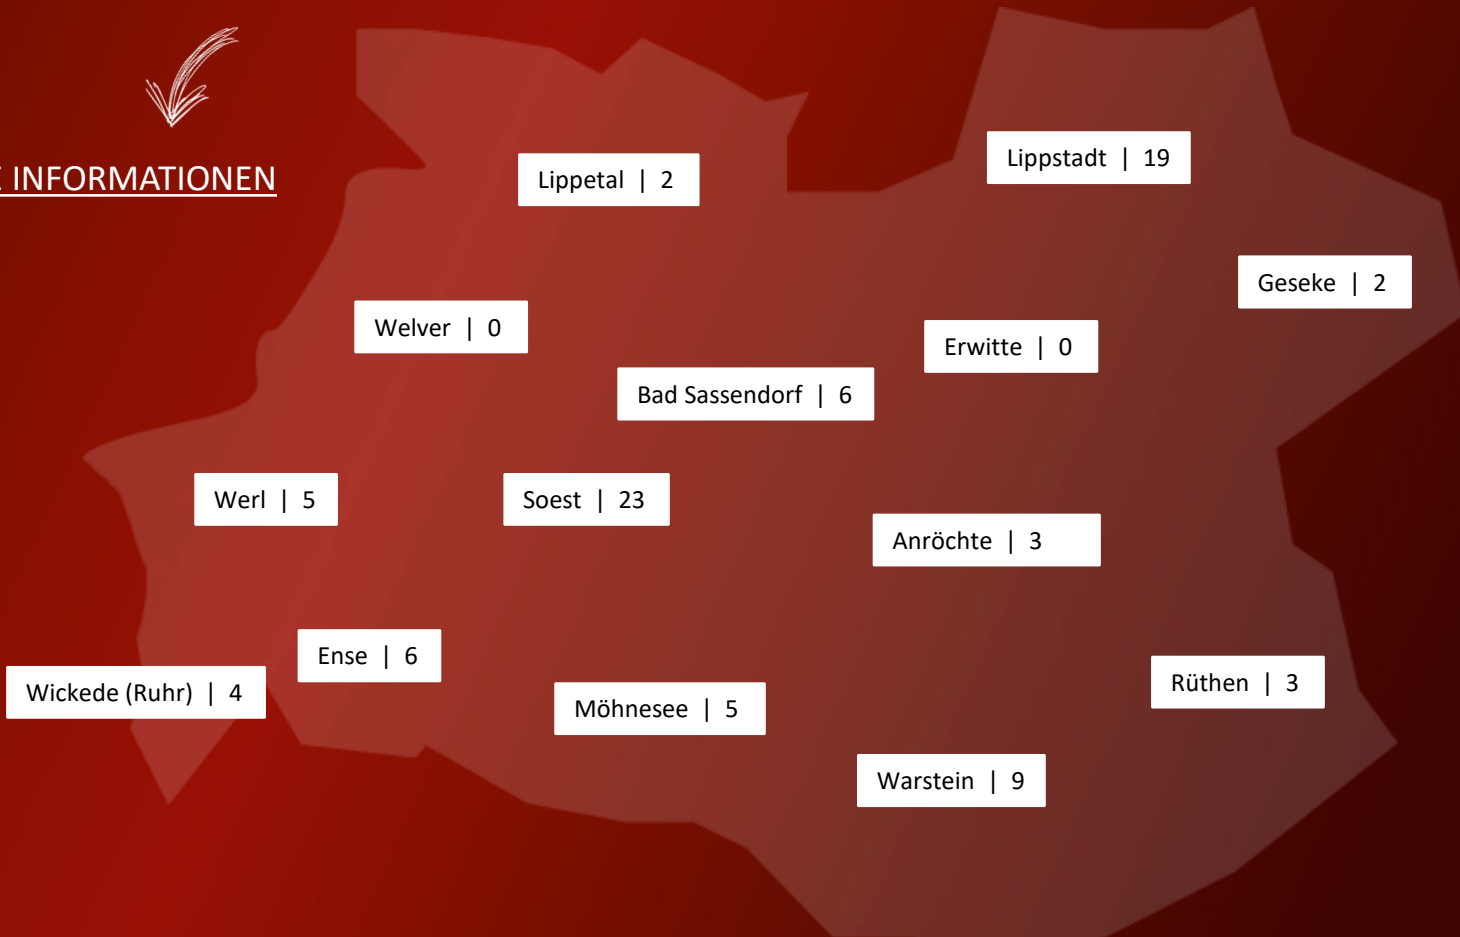 INFORMATIONEN
Lippetal | 2
Lippstadt | 19
Geseke | 2
Welver | 0
Erwitte | 0
Bad Sassendorf | 6
Werl | 5
Soest | 23
Anröchte | 3
Ense | 6
Wickede (Ruhr) | 4
Möhnesee | 5
Rüthen | 3
Warstein | 9